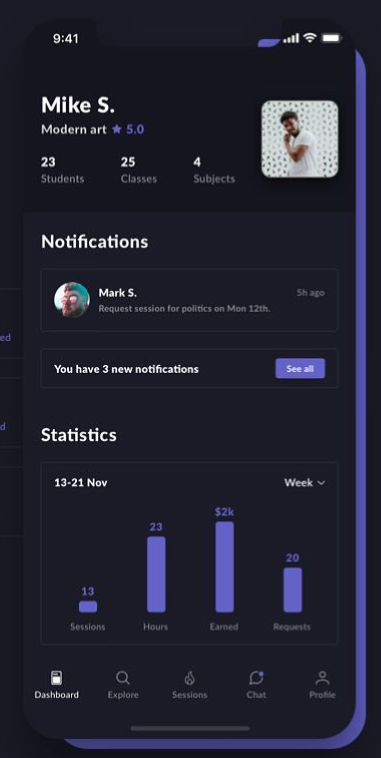 9:41
Mike S.
Modern art ★ 5.0
23 25 4
Students Classes Subjects
Notifications
Mark S. 5h ago
Request session for politics on Mon 12th.
You have 3 new notifications See all
Statistics
13-21 Nov Week
$2k
23
20
13
Sessions Hours Earned Requests
Dashboard Explore Sessions Chat Profile
ed
d